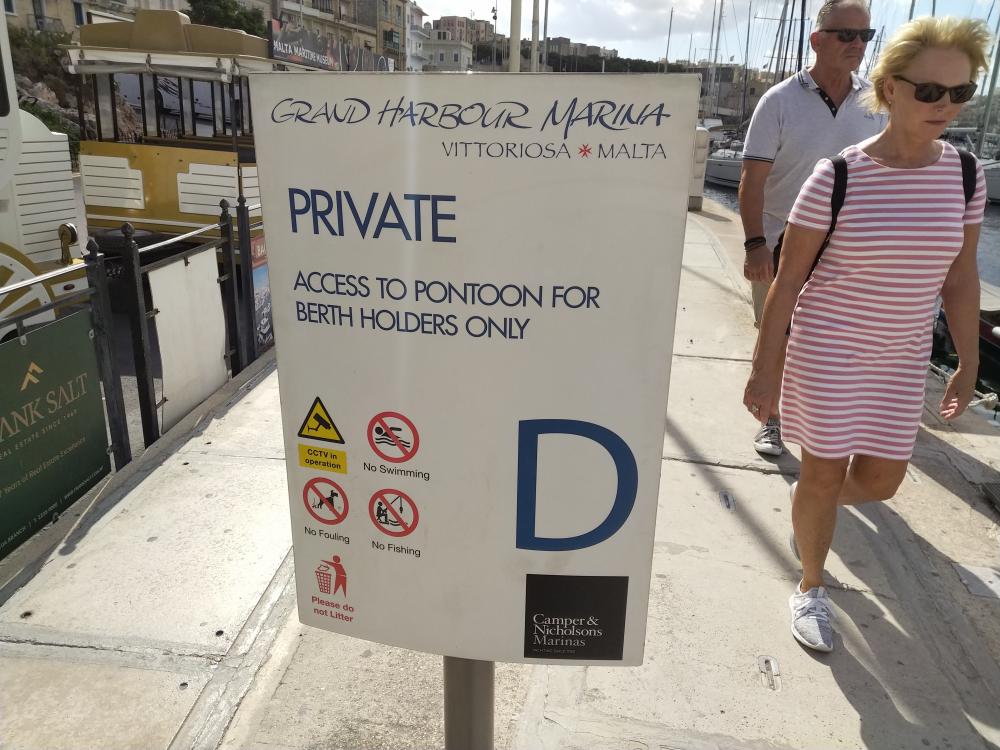 MALTA MARITIME
GRAND HARBOUR MARINA
VITTORIOSA MALTA
PRIVATE
ACCESS TO PONTOON FOR
BERTH HOLDERS ONLY
CCTV in
operation
No Swimming
No Fouling
No Fishing
Please do
not Litter
D
Camper &
Nicholsons
Marinas
ANK SALT